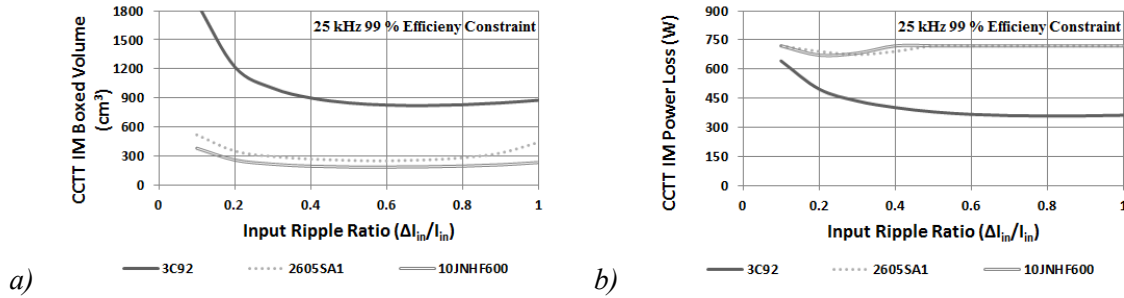 25 kHz 99 % Efficieny Constraint
CCTT IM Boxed Volume
(cm³)
1800
1500
1200
900
600
300
0
0 0.2 0.4 0.6 0.8 1
Input Ripple Ratio (ΔIin/Iin)
3C92 2605SA1 10JNHF600
a)
25 kHz 99 % Efficieny Constraint
CCTT IM Power Loss (W)
900
750
600
450
300
150
0
0 0.2 0.4 0.6 0.8 1
Input Ripple Ratio (ΔIin/Iin)
3C92 2605SA1 10JNHF600
b)